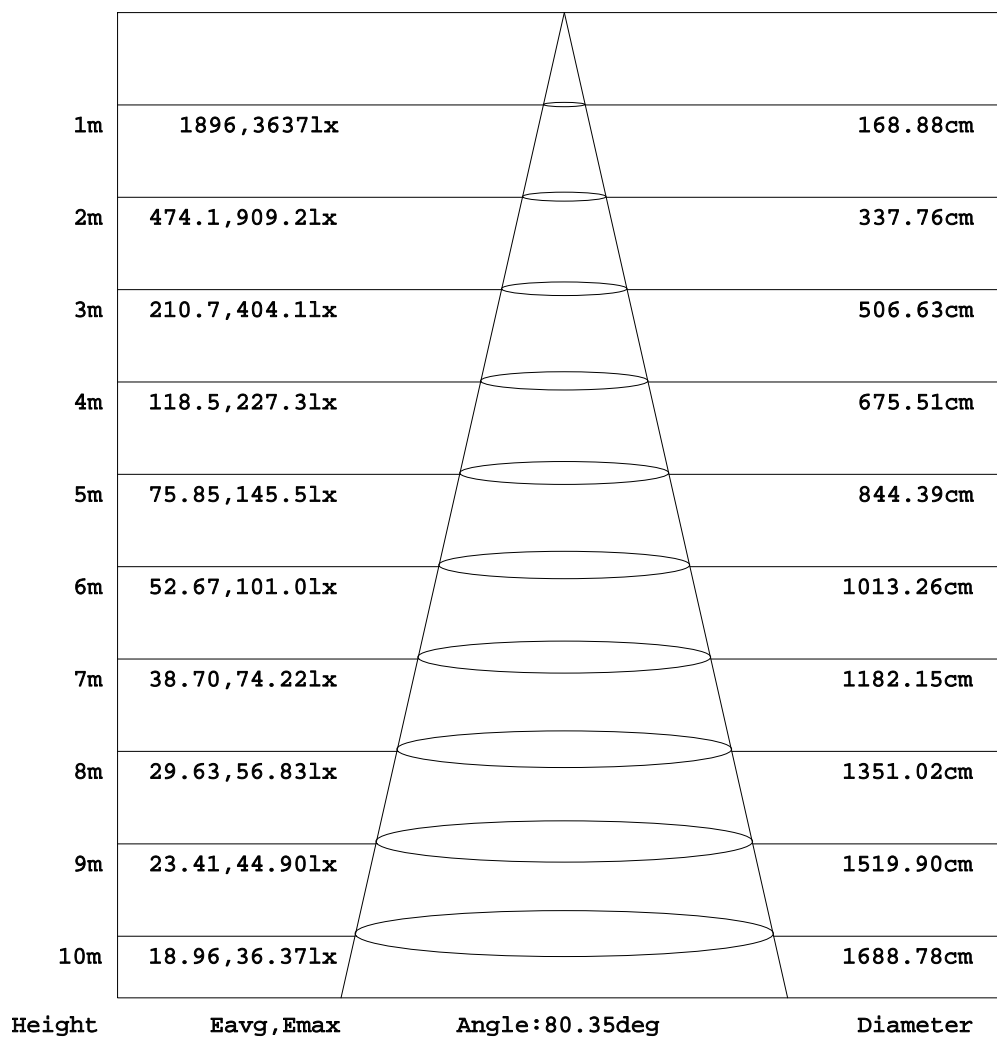 1m 1896,3637lx 168.88cm
2m 474.1,909.2lx 337.76cm
3m 210.7,404.1lx 506.63cm
4m 118.5,227.3lx 675.51cm
5m 75.85,145.5lx 844.39cm
6m 52.67,101.0lx 1013.26cm
7m 38.70,74.22lx 1182.15cm
8m 29.63,56.83lx 1351.02cm
9m 23.41,44.90lx 1519.90cm
10m 18.96,36.37lx 1688.78cm
Height Eavg,Emax Angle:80.35deg Diameter